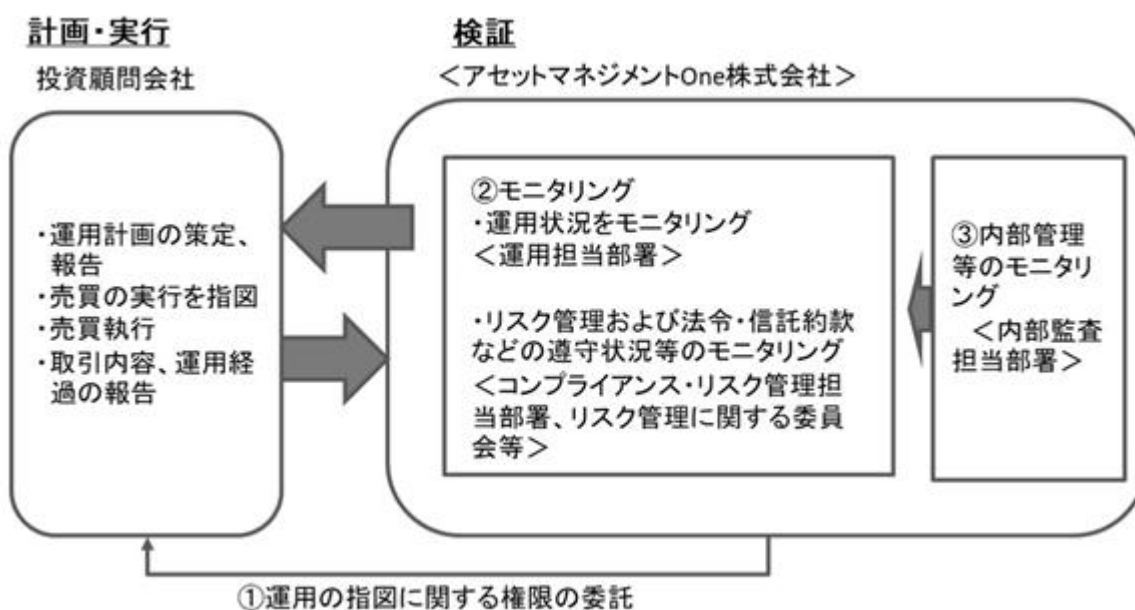 計画・実行
投資顧問会社
・運用計画の策定、
報告
・売買の実行を指図
・売買執行
・取引内容、運用経
過の報告
検証
＜アセットマネジメントOne株式会社＞
②モニタリング
・運用状況をモニタリング
＜運用担当部署＞
・リスク管理および法令・信託約款
などの遵守状況等のモニタリング
＜コンプライアンス・リスク管理担
当部署、リスク管理に関する委員
会等＞
③内部管理
等のモニタリ
ング
＜内部監査
担当部署＞
①運用の指図に関する権限の委託